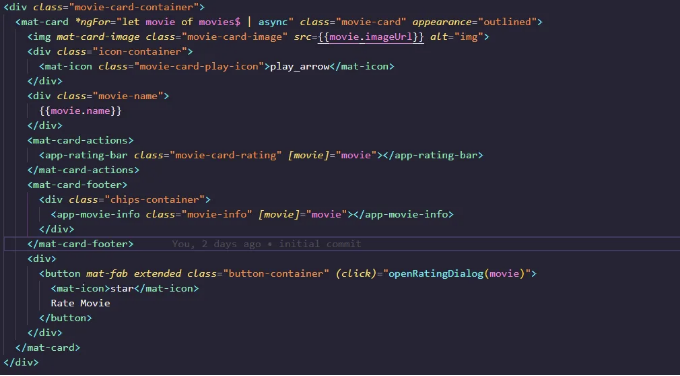 <div class="movie-card-container">
<mat-card *ngFor="let movie of movies$ | async" class="movie-card" appearance="outlined">
<img mat-card-image class="movie-card-image" src={{movie.imageUrl}} alt="img">
<div class="icon-container">
<mat-icon class="movie-card-play-icon">play_arrow</mat-icon>
</div>
<div class="movie-name">
{{movie.name}}
</div>
<mat-card-actions>
<app-rating-bar class="movie-card-rating" [movie]="movie"></app-rating-bar>
</mat-card-actions>
<mat-card-footer>
<div class="chips-container">
<app-movie-info class="movie-info" [movie]="movie"></app-movie-info>
</div>
</mat-card-footer> You, 2 days ago • initial commit
<div>
<button mat-fab extended class="button-container" (click)="openRatingDialog(movie)">
<mat-icon>star</mat-icon>
Rate Movie
</button>
</div>
</mat-card>
</div>